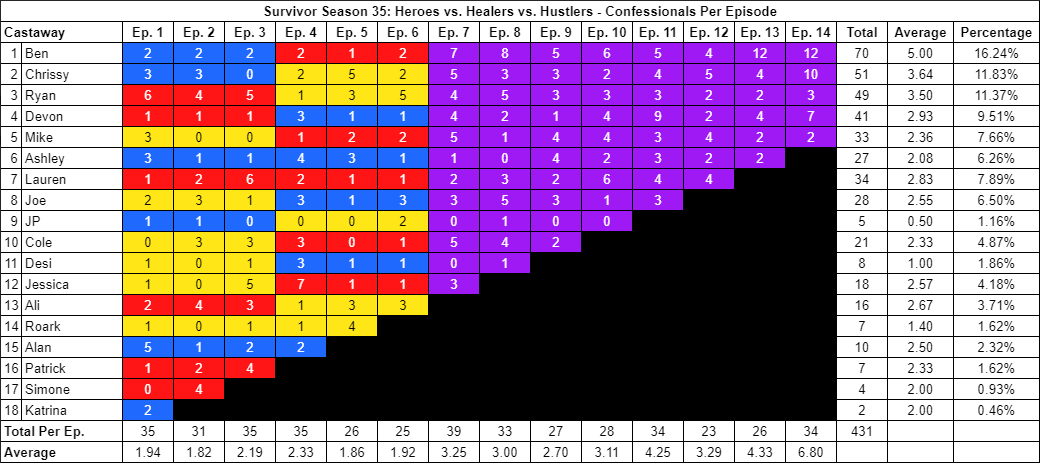 Survivor Season 35: Heroes vs. Healers vs. Hustlers - Confessionals Per Episode
Castaway Ep. 1 Ep. 2 Ep. 3 Ep. 4 Ep. 5 Ep. 6 Ep. 7 Ep. 8 Ep. 9 Ep. 10 Ep. 11 Ep. 12 Ep. 13 Ep. 14 Total Average Percentage
1 Ben 2 2 2 2 1 2 7 8 5 6 5 4 12 12 70 5.00 16.24%
2 Chrissy 3 3 0 2 5 2 5 3 3 2 4 5 4 10 51 3.64 11.83%
3 Ryan 6 4 5 1 3 5 4 5 3 3 3 2 2 3 49 3.50 11.37%
4 Devon 1 1 1 3 1 1 4 2 1 4 9 2 4 7 41 2.93 9.51%
5 Mike 3 0 0 1 2 2 5 1 4 4 3 4 2 2 33 2.36 7.66%
6 Ashley 3 1 1 4 3 1 1 0 4 2 3 2 2 27 2.08 6.26%
7 Lauren 1 2 6 2 1 1 2 3 2 6 4 4 34 2.83 7.89%
8 Joe 2 3 1 3 1 3 3 5 3 1 3 28 2.55 6.50%
9 JP 1 1 0 0 0 2 0 1 0 0 5 0.50 1.16%
10 Cole 0 3 3 3 0 1 5 4 2 21 2.33 4.87%
11 Desi 1 0 1 3 1 1 0 1 8 1.00 1.86%
12 Jessica 1 0 5 7 1 1 3 18 2.57 4.18%
13 Ali 2 4 3 1 3 3 16 2.67 3.71%
14 Roark 1 0 1 1 4 7 1.40 1.62%
15 Alan 5 1 2 2 10 2.50 2.32%
16 Patrick 1 2 4 7 2.33 1.62%
17 Simone 0 4 4 2.00 0.93%
18 Katrina 2 2 2.00 0.46%
Total Per Ep. 35 31 35 35 26 25 39 33 27 28 34 23 26 34 431
Average 1.94 1.82 2.19 2.33 1.86 1.92 3.25 3.00 2.70 3.11 4.25 3.29 4.33 6.80